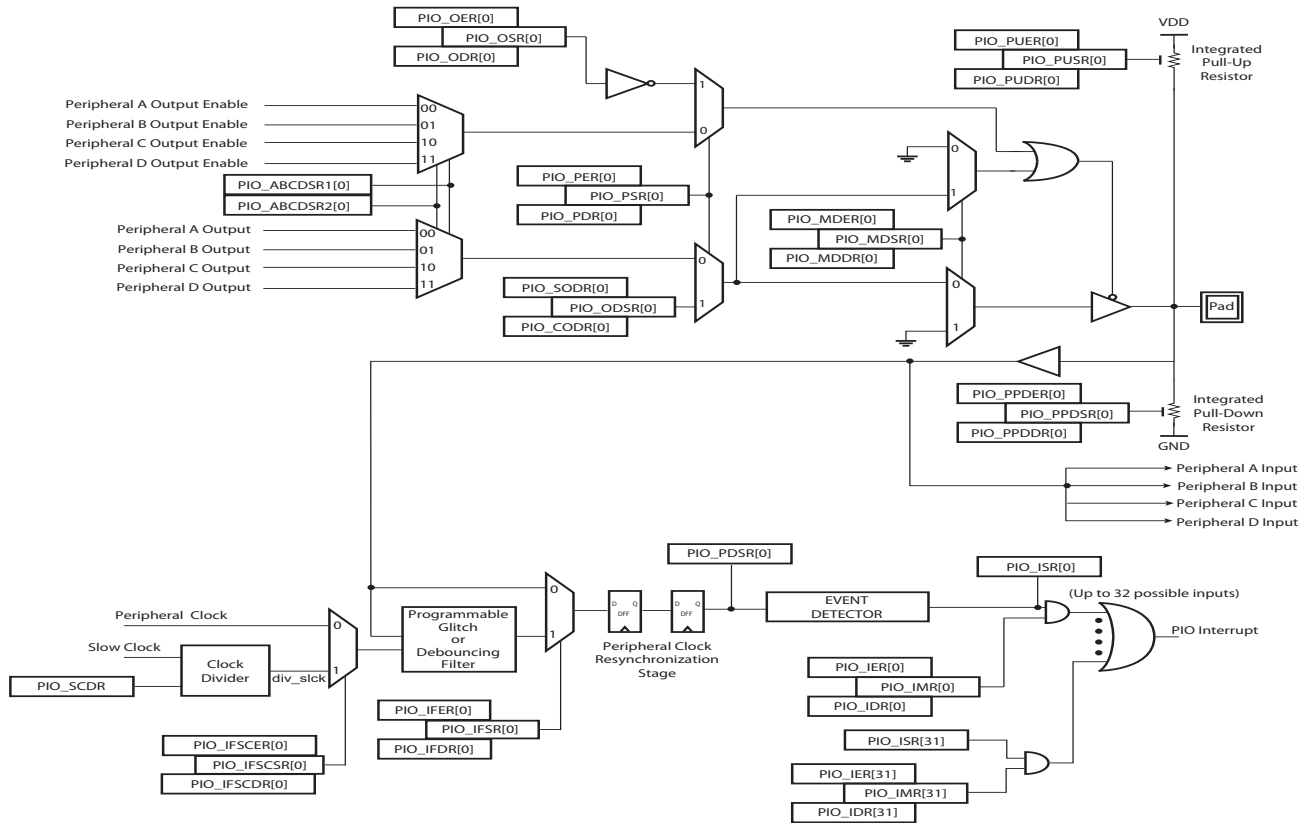 PIO_OER[0]
PIO_OSR[0]
PIO_ODR[0]
PIO_PUER[0]
PIO_PUSR[0]
PIO_PUDR[0]
VDD
Integrated
Pull-Up
Resistor
1
0
Peripheral A Output Enable
Peripheral B Output Enable
Peripheral C Output Enable
Peripheral D Output Enable
00
01
10
11
PIO_ABCDSR1[0]
PIO_ABCDSR2[0]
PIO_PER[0]
PIO_PSR[0]
PIO_PDR[0]
0
1
PIO_MDER[0]
PIO_MDSR[0]
PIO_MDDR[0]
Peripheral A Output
Peripheral B Output
Peripheral C Output
Peripheral D Output
00
01
10
11
0
1
PIO_SODR[0]
PIO_ODSR[0]
PIO_CODR[0]
0
1
Pad
PIO_PPDER[0]
PIO_PPDSR[0]
PIO_PPDDR[0]
Integrated
Pull-Down
Resistor
GND
Peripheral A Input
Peripheral B Input
Peripheral C Input
Peripheral D Input
PIO_PDSR[0]
PIO_ISR[0]
(Up to 32 possible inputs)
Peripheral Clock
Slow Clock
PIO_SCDR
Clock
Divider
div_slck
0
1
Programmable
Glitch
or
Debouncing
Filter
0
1
D Q
DFF
D Q
DFF
Peripheral Clock
Resynchronization
Stage
EVENT
DETECTOR
PIO Interrupt
PIO_IER[0]
PIO_IMR[0]
PIO_IDR[0]
PIO_IFER[0]
PIO_IFSR[0]
PIO_IFDR[0]
PIO_IFSCER[0]
PIO_IFSCSR[0]
PIO_IFSCDR[0]
PIO_ISR[31]
PIO_IER[31]
PIO_IMR[31]
PIO_IDR[31]